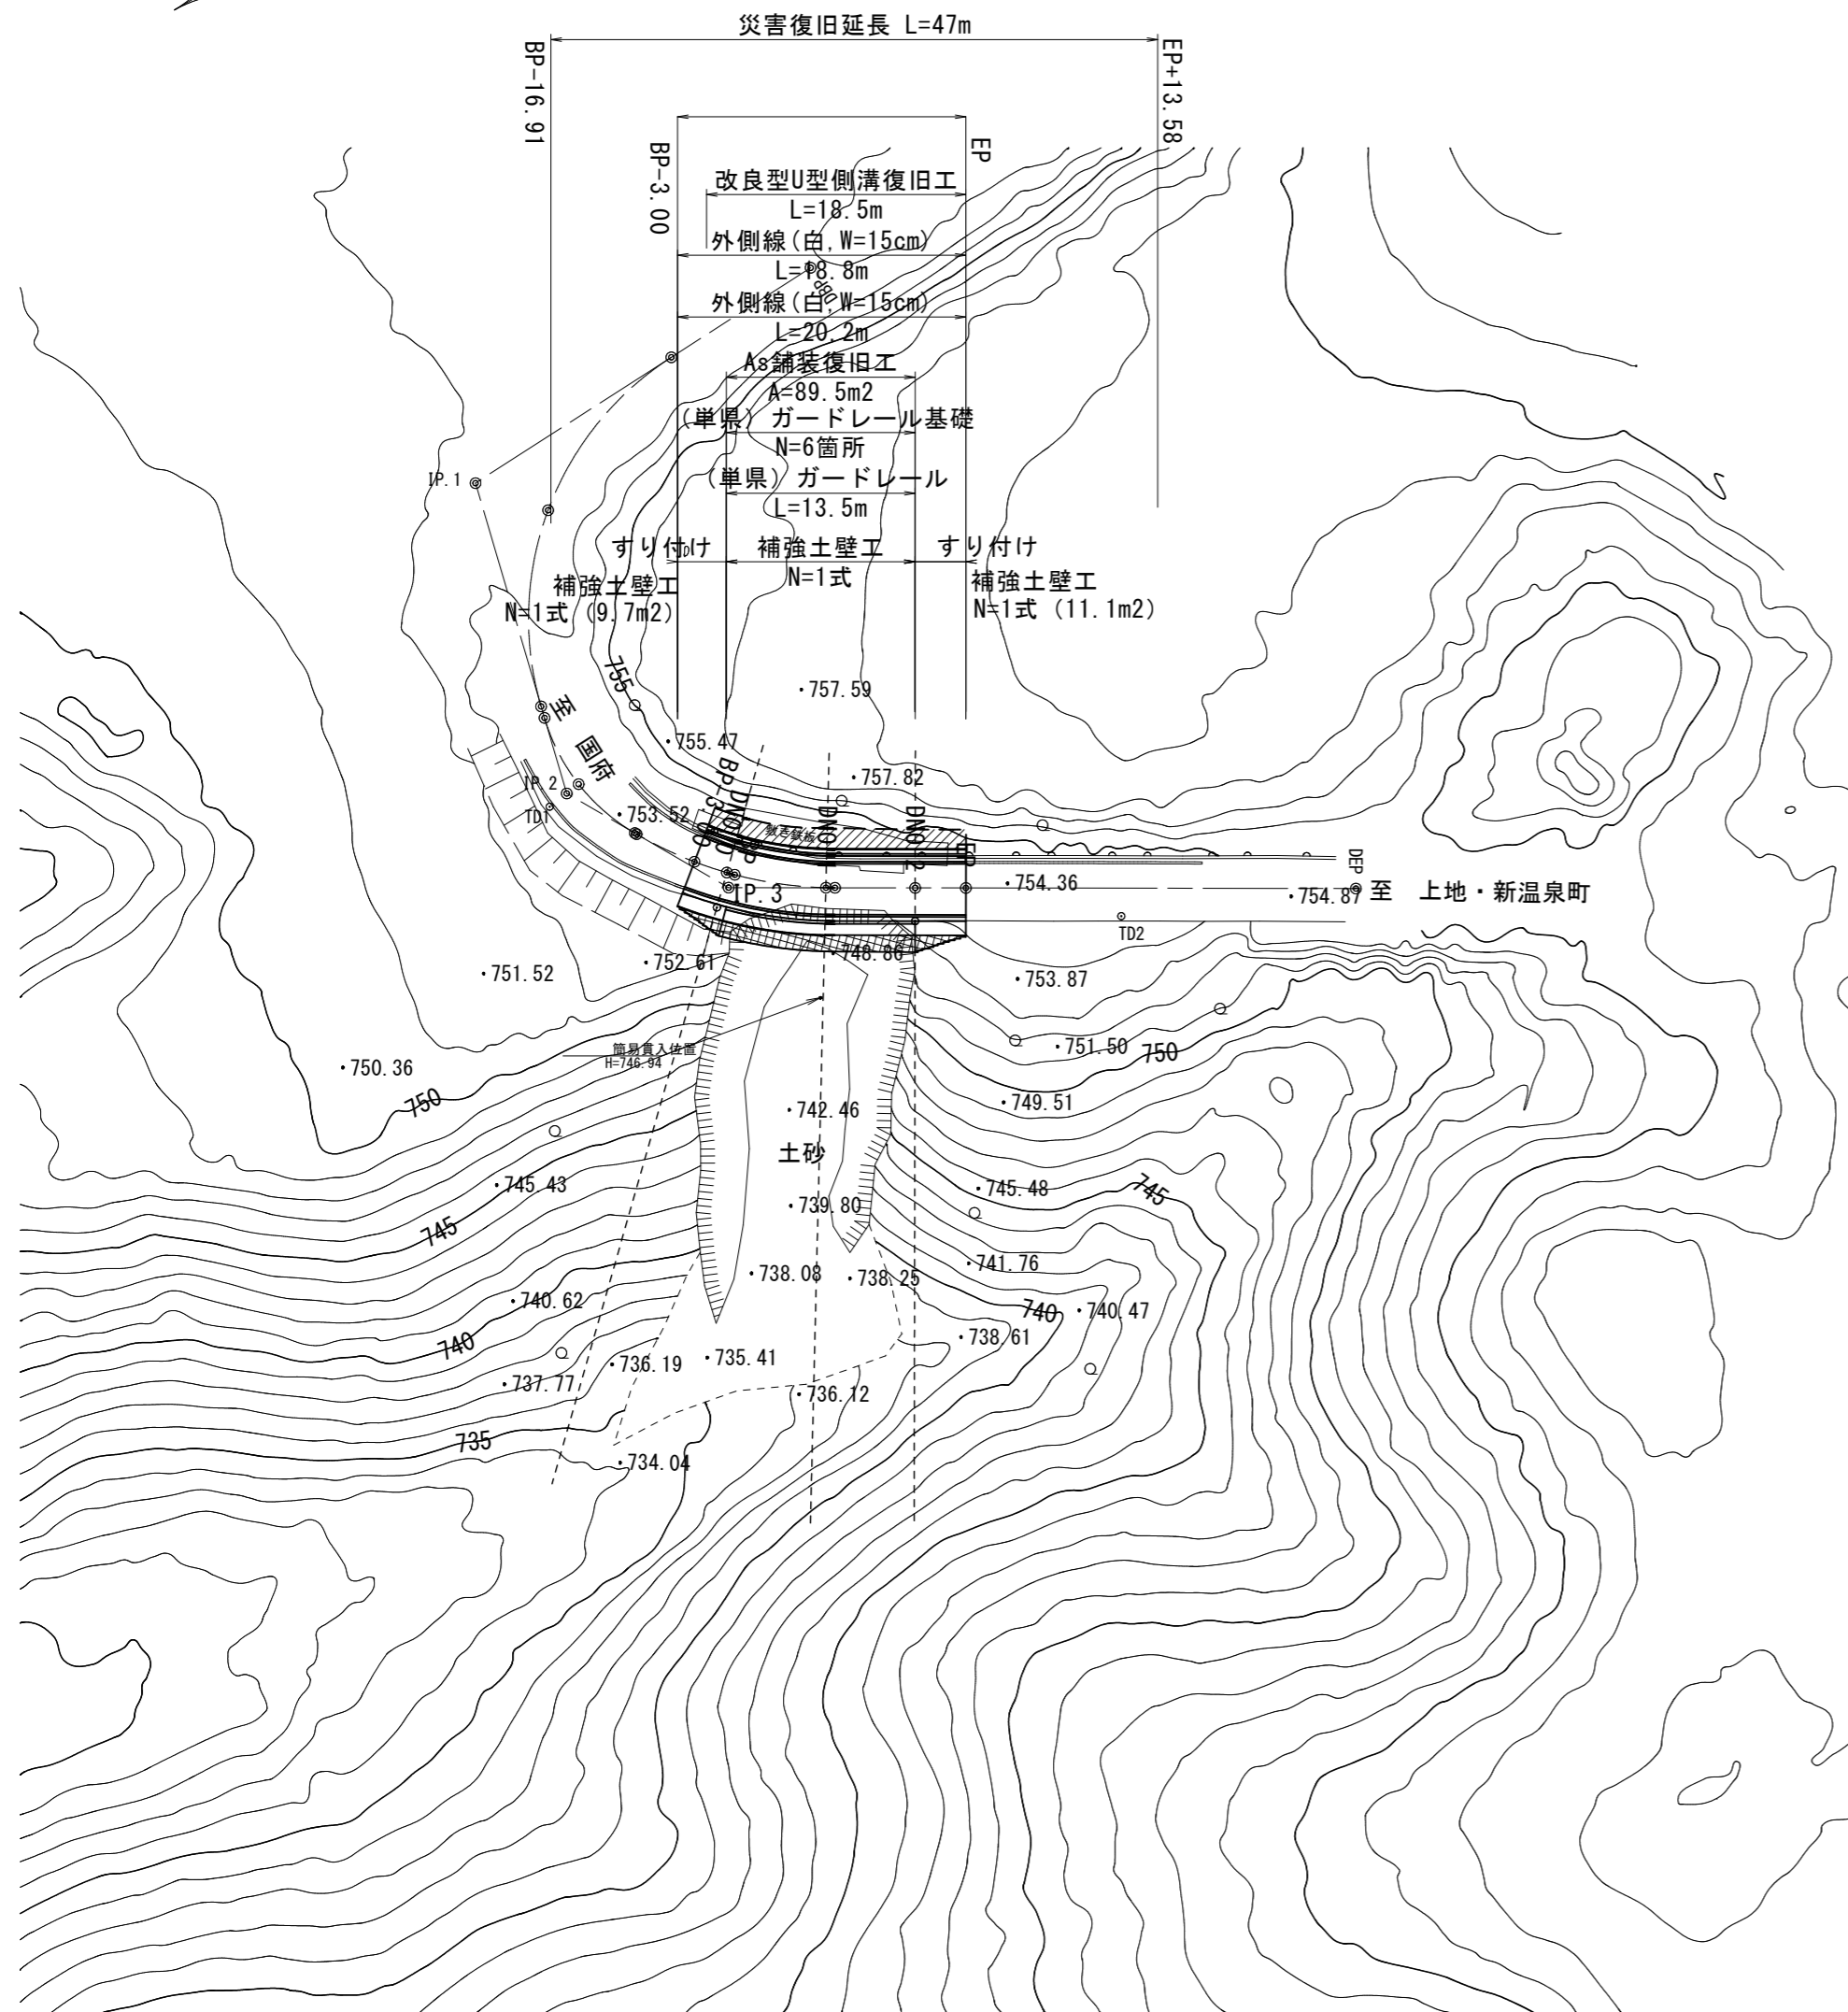 災害復旧延長 L=47m
BP-16.91
EP+13.58
BP-3.00
EP
改良型U型側溝復旧工
L=18.5m
外側線(白,W=15cm)
L=18.8m
DBP
外側線(白,W=15cm)
L=20.2m
As舗装復旧工
A=89.5m2
(単県) ガードレール基礎
N=6箇所
(単県) ガードレール
L=13.5m
IP.1
すり付け
補強土壁工
N=1式
すり付け
補強土壁工
N=1式 (9.7m2)
補強土壁工
N=1式 (11.1m2)
755
757.59
至 国府
755.47
757.82
IP.2
TD1
753.52
敷き鉄板
DNO.2
EP
DEP
IP.3
754.36
754.87
至 上地・新温泉町
TD2
748.86
752.61
751.52
753.87
簡易貫入位置
H=746.94
751.50
750
750.36
750
749.51
742.46
土砂
745.43
745.48
745
739.80
745
741.76
738.08
738.25
740.62
740
740.47
738.61
740
736.19
735.41
737.77
736.12
735
734.04